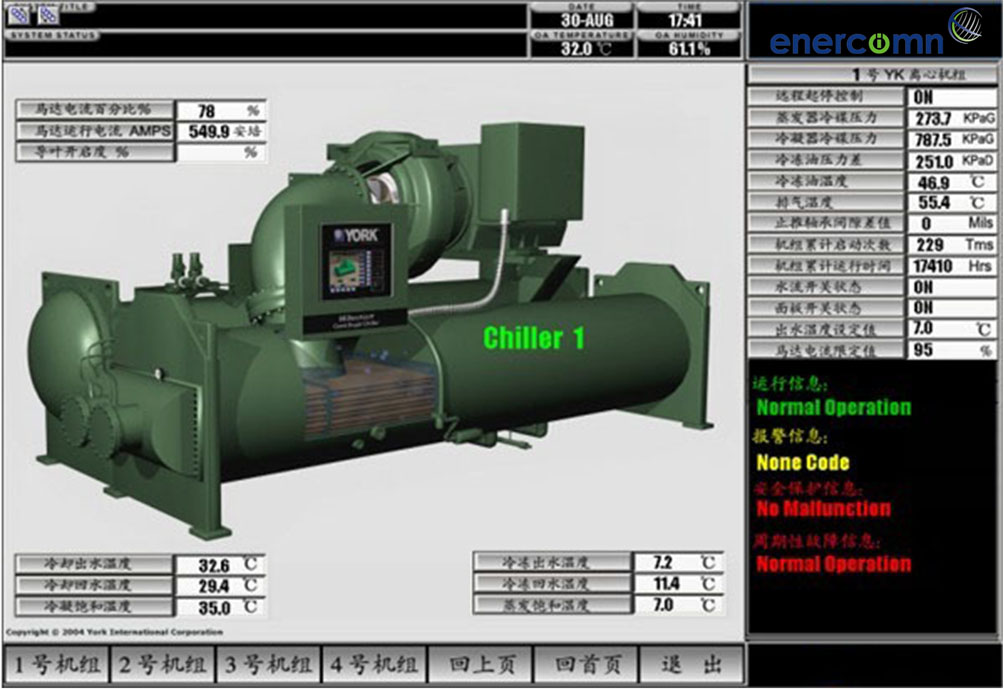 SYSTEM TITLE
SYSTEM STATUS
DATE
30-AUG
TIME
17:41
OA TEMPERATURE
32.0 ℃
OA HUMIDITY
61.1 %
enercomn
1 号 YK 离心机组
马达电流百分比% 78 %
马达运行电流 AMPS 549.9 安培
导叶开启度 % %
远程起停控制 ON
蒸发器冷媒压力 273.7 KPaG
冷凝器冷媒压力 787.5 KPaG
冷冻油压力差 251.0 KPaD
冷冻油温度 46.9 ℃
排气温度 55.4 ℃
止推轴承间隙差值 0 Mils
机组累计启动次数 229 Tms
机组累计运行时间 17410 Hrs
水流开关状态 ON
面板开关状态 ON
出水温度设定值 7.0 ℃
马达电流限定值 95 %
YORK
Chiller 1
运行信息:
Normal Operation
报警信息:
None Code
安全保护信息:
No Malfunction
周期性故障信息:
Normal Operation
冷却出水温度 32.6 ℃
冷却回水温度 29.4 ℃
冷凝饱和温度 35.0 ℃
冷冻出水温度 7.2 ℃
冷冻回水温度 11.4 ℃
蒸发饱和温度 7.0 ℃
Copyright © 2004 York International Corporation
1 号机组 2 号机组 3 号机组 4 号机组 回上页 回首页 退 出